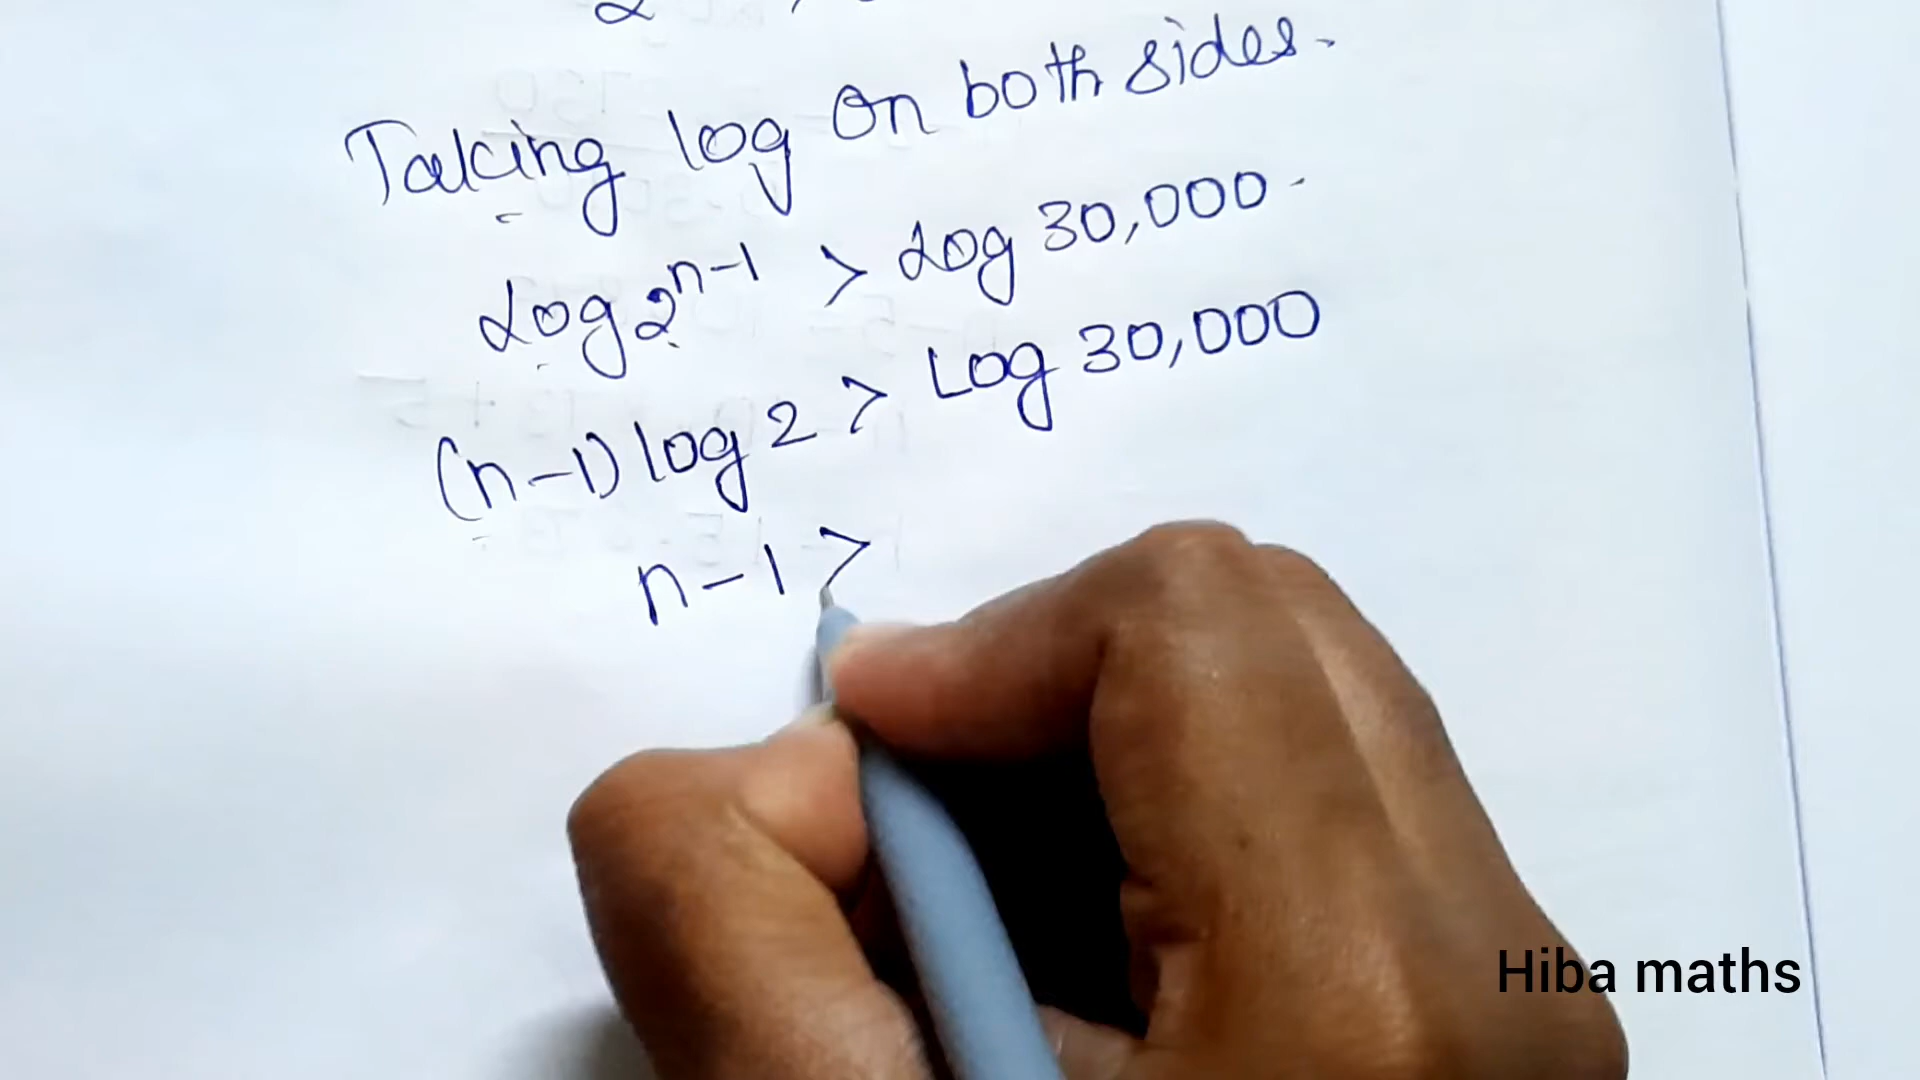 Taking log on both sides.
Log 2^n-1 > Log 30,000.
(n-1) log 2 > Log 30,000
n-1 >
Hiba maths